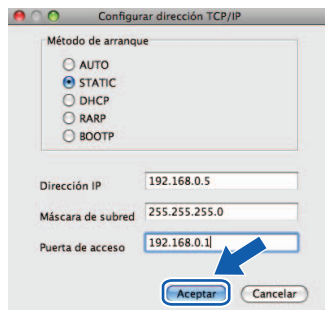 Configurar dirección TCP/IP
Método de arranque
AUTO
STATIC
DHCP
RARP
BOOTP
Dirección IP 192.168.0.5
Máscara de subred 255.255.255.0
Puerta de acceso 192.168.0.1
Aceptar Cancelar